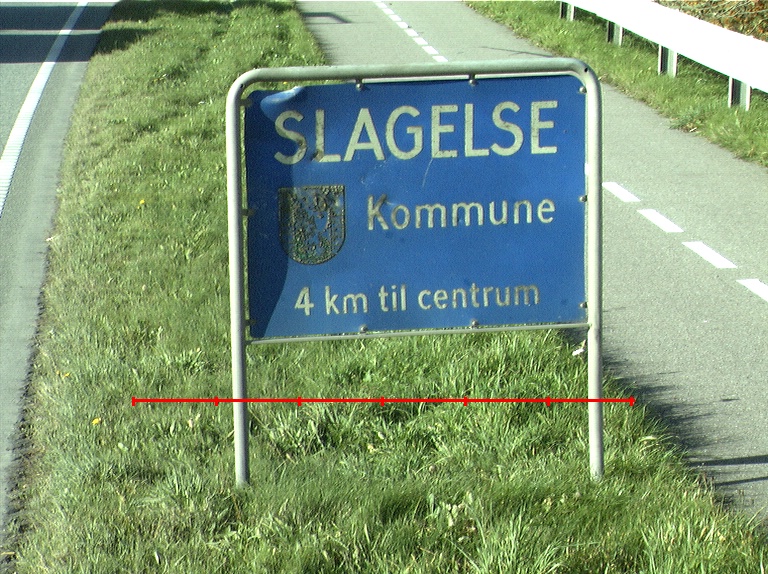 SLAGELSE
Kommune
4 km til centrum